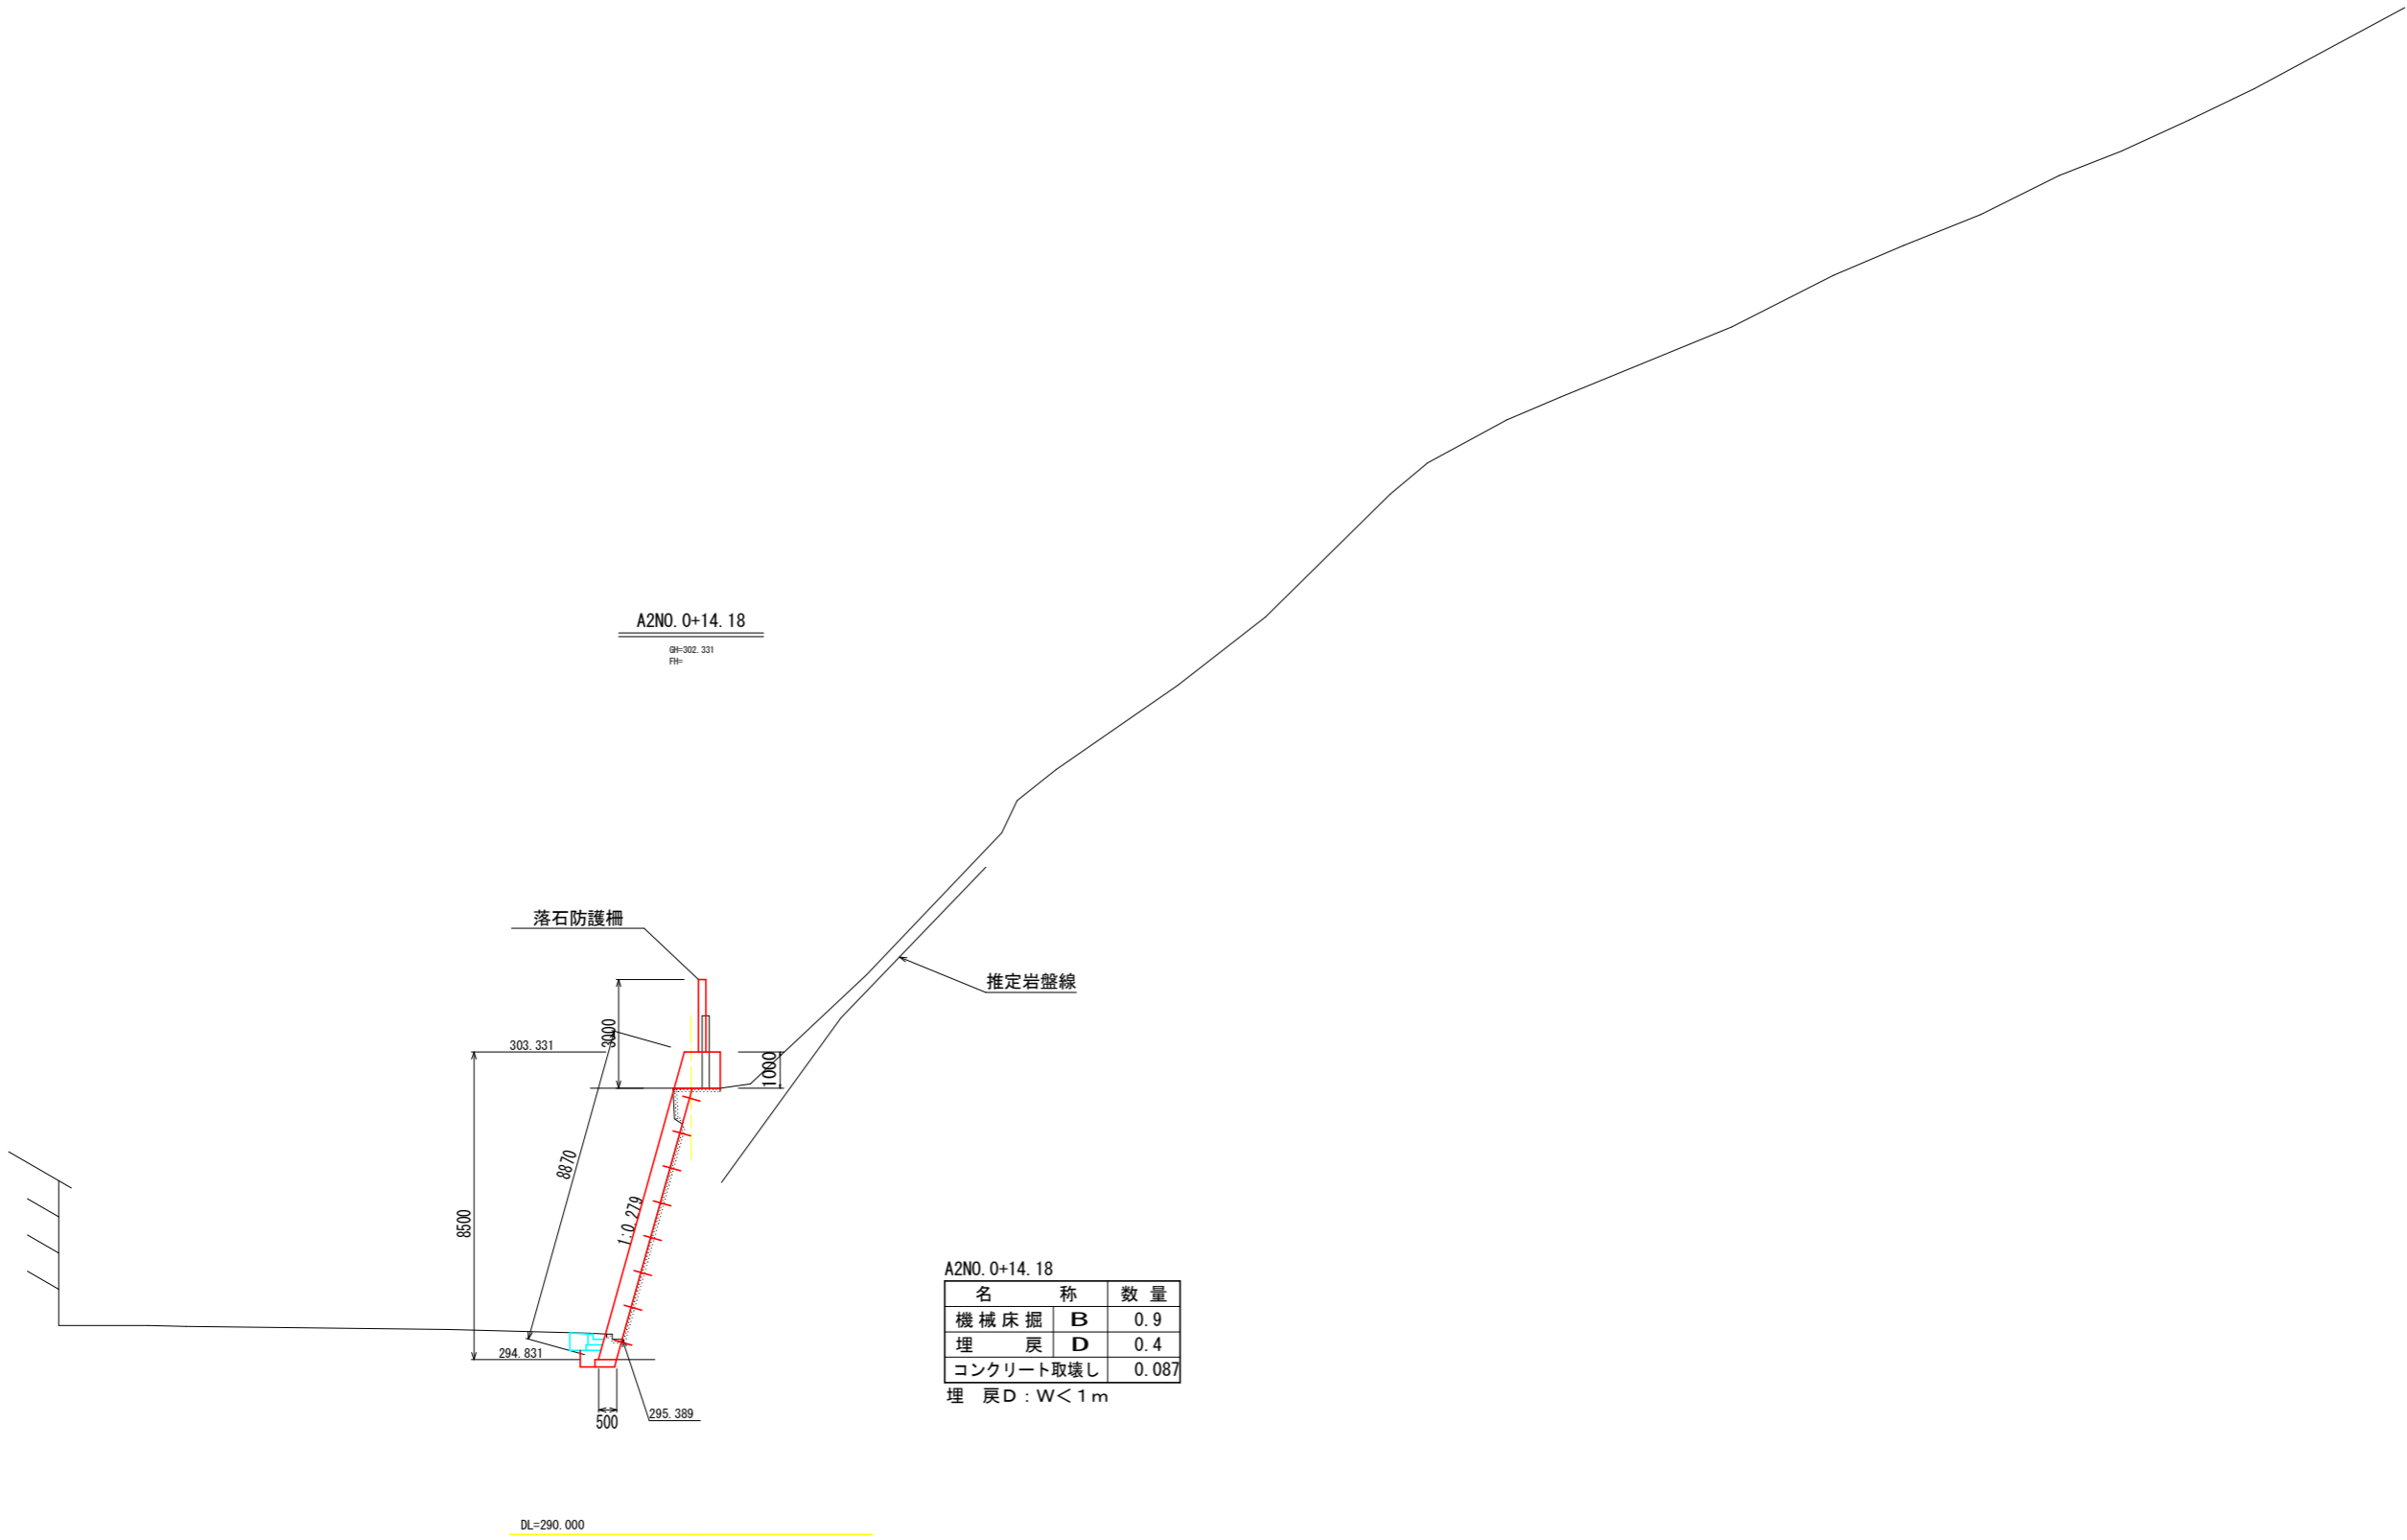 A2NO. 0+14. 18
GH=302. 331
FH=
落石防護柵
推定岩盤線
3000
303. 331
1000
8870
8500
1:0.279
294. 831
295. 389
500
A2NO. 0+14. 18
名 称 数 量
機 械 床 掘 B 0. 9
埋 戻 D 0. 4
コンクリート取壊し 0. 087
埋 戻D：W＜1m
DL=290. 000